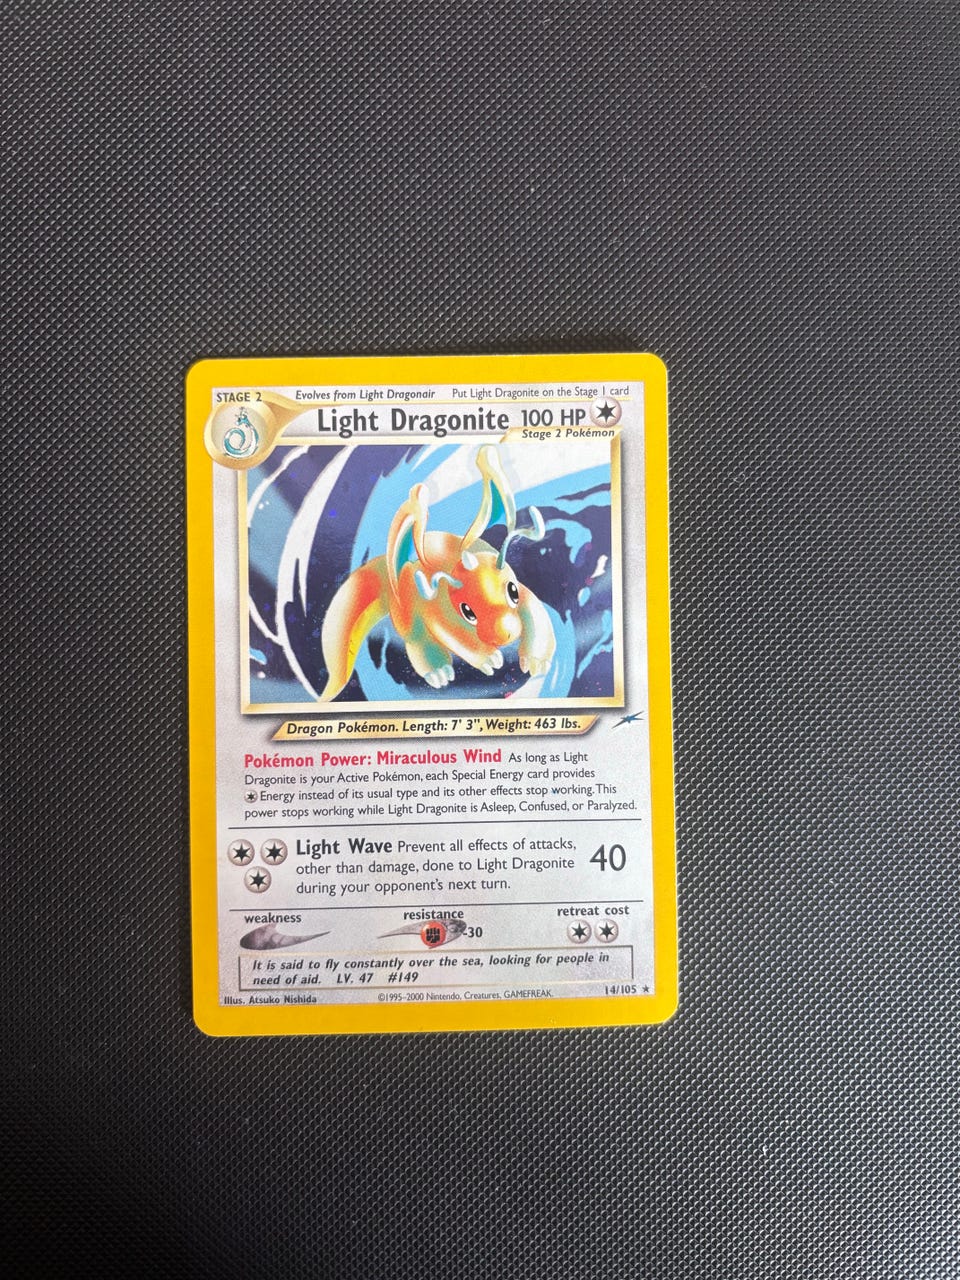 STAGE 2 Evolves from Light Dragonair Put Light Dragonite on the Stage 1 card
Light Dragonite 100 HP
Stage 2 Pokémon
Dragon Pokémon. Length: 7' 3", Weight: 463 lbs.
Pokémon Power: Miraculous Wind As long as Light
Dragonite is your Active Pokémon, each Special Energy card provides
Energy instead of its usual type and its other effects stop working. This
power stops working while Light Dragonite is Asleep, Confused, or Paralyzed.
Light Wave Prevent all effects of attacks,
other than damage, done to Light Dragonite 40
during your opponent's next turn.
weakness resistance retreat cost
-30
It is said to fly constantly over the sea, looking for people in
need of aid. LV. 47 #149
Illus. Atsuko Nishida ©1995-2000 Nintendo, Creatures, GAMEFREAK. 14/105 ★